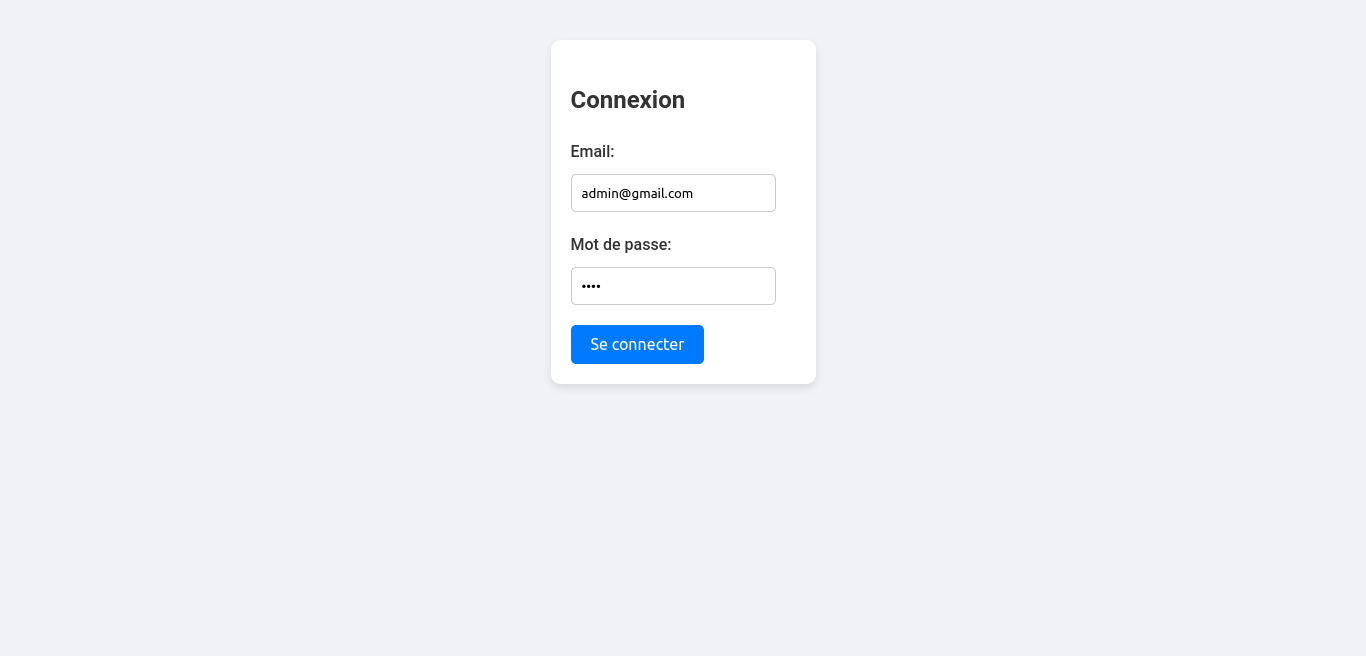 Connexion
Email:
admin@gmail.com
Mot de passe:
••••
Se connecter